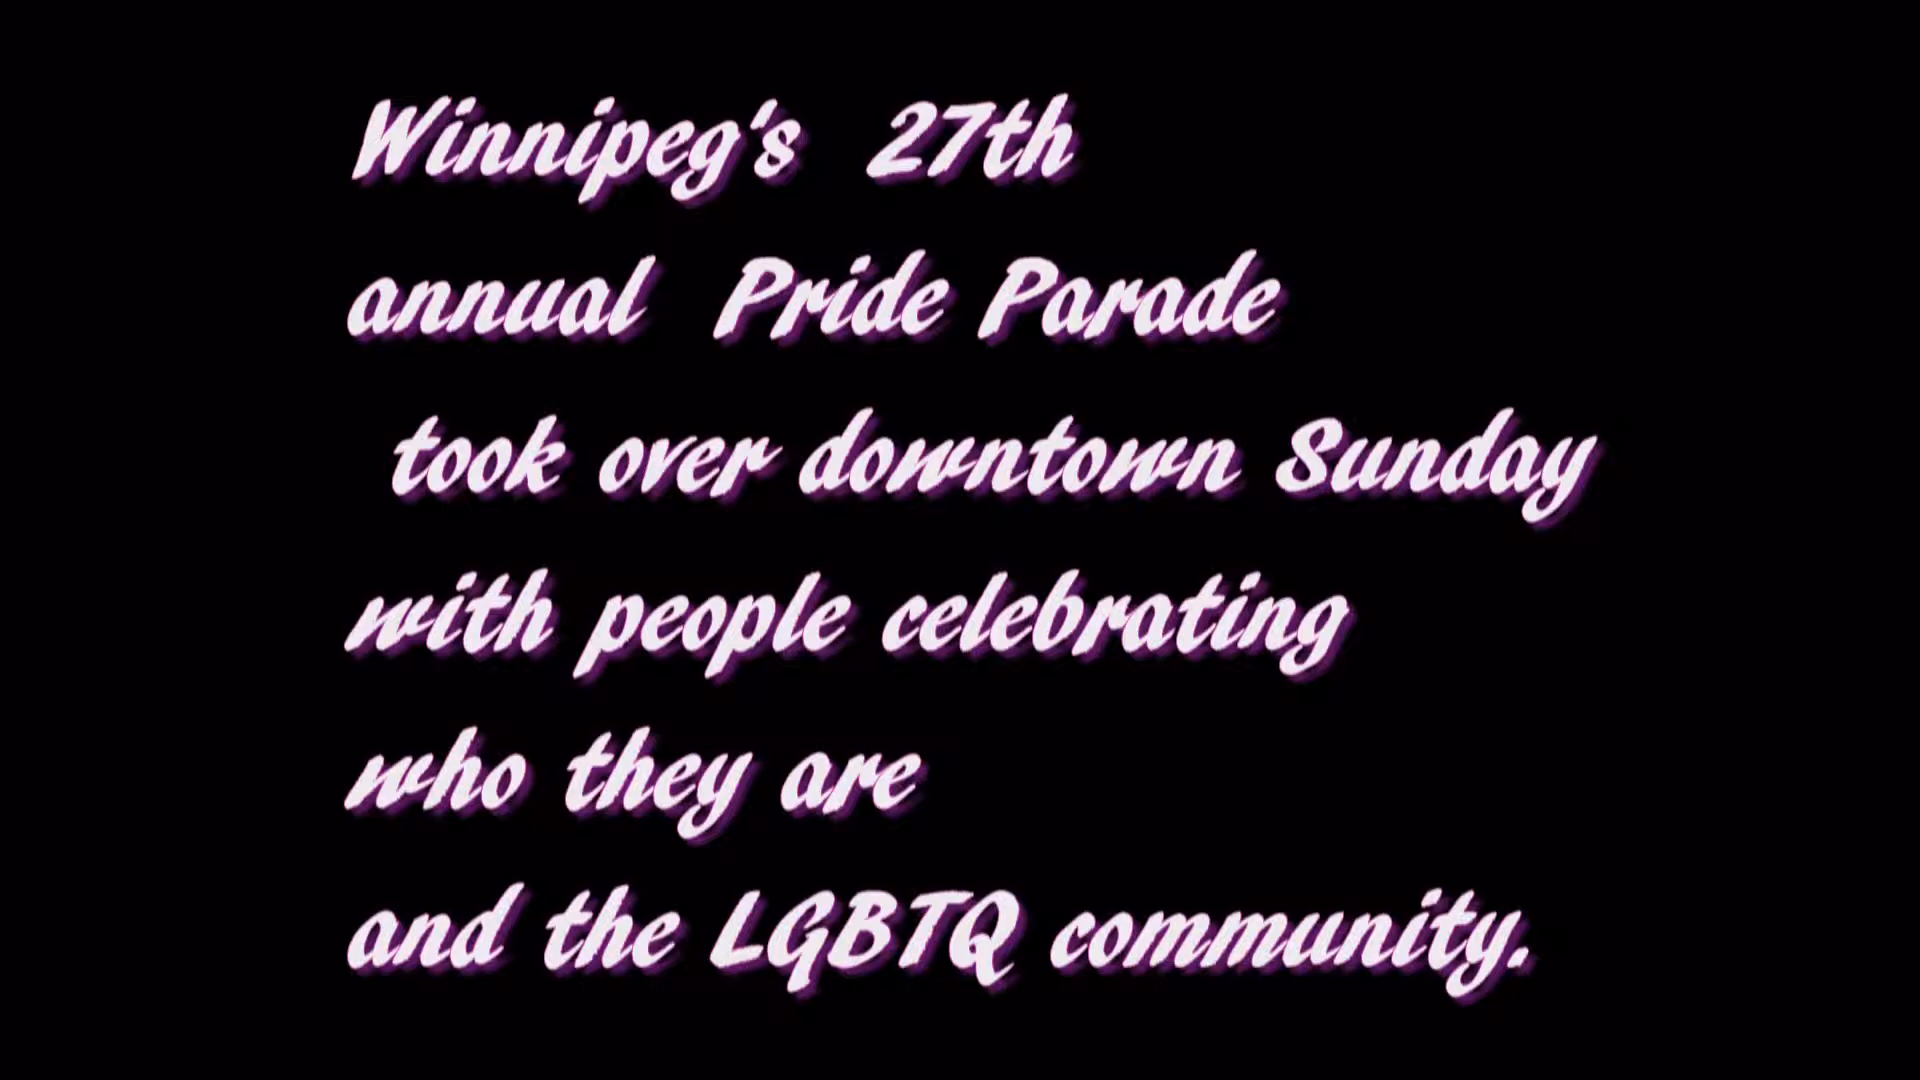 Winnipeg's 27th
annual Pride Parade
took over downtown Sunday
with people celebrating
who they are
and the LGBTQ community.